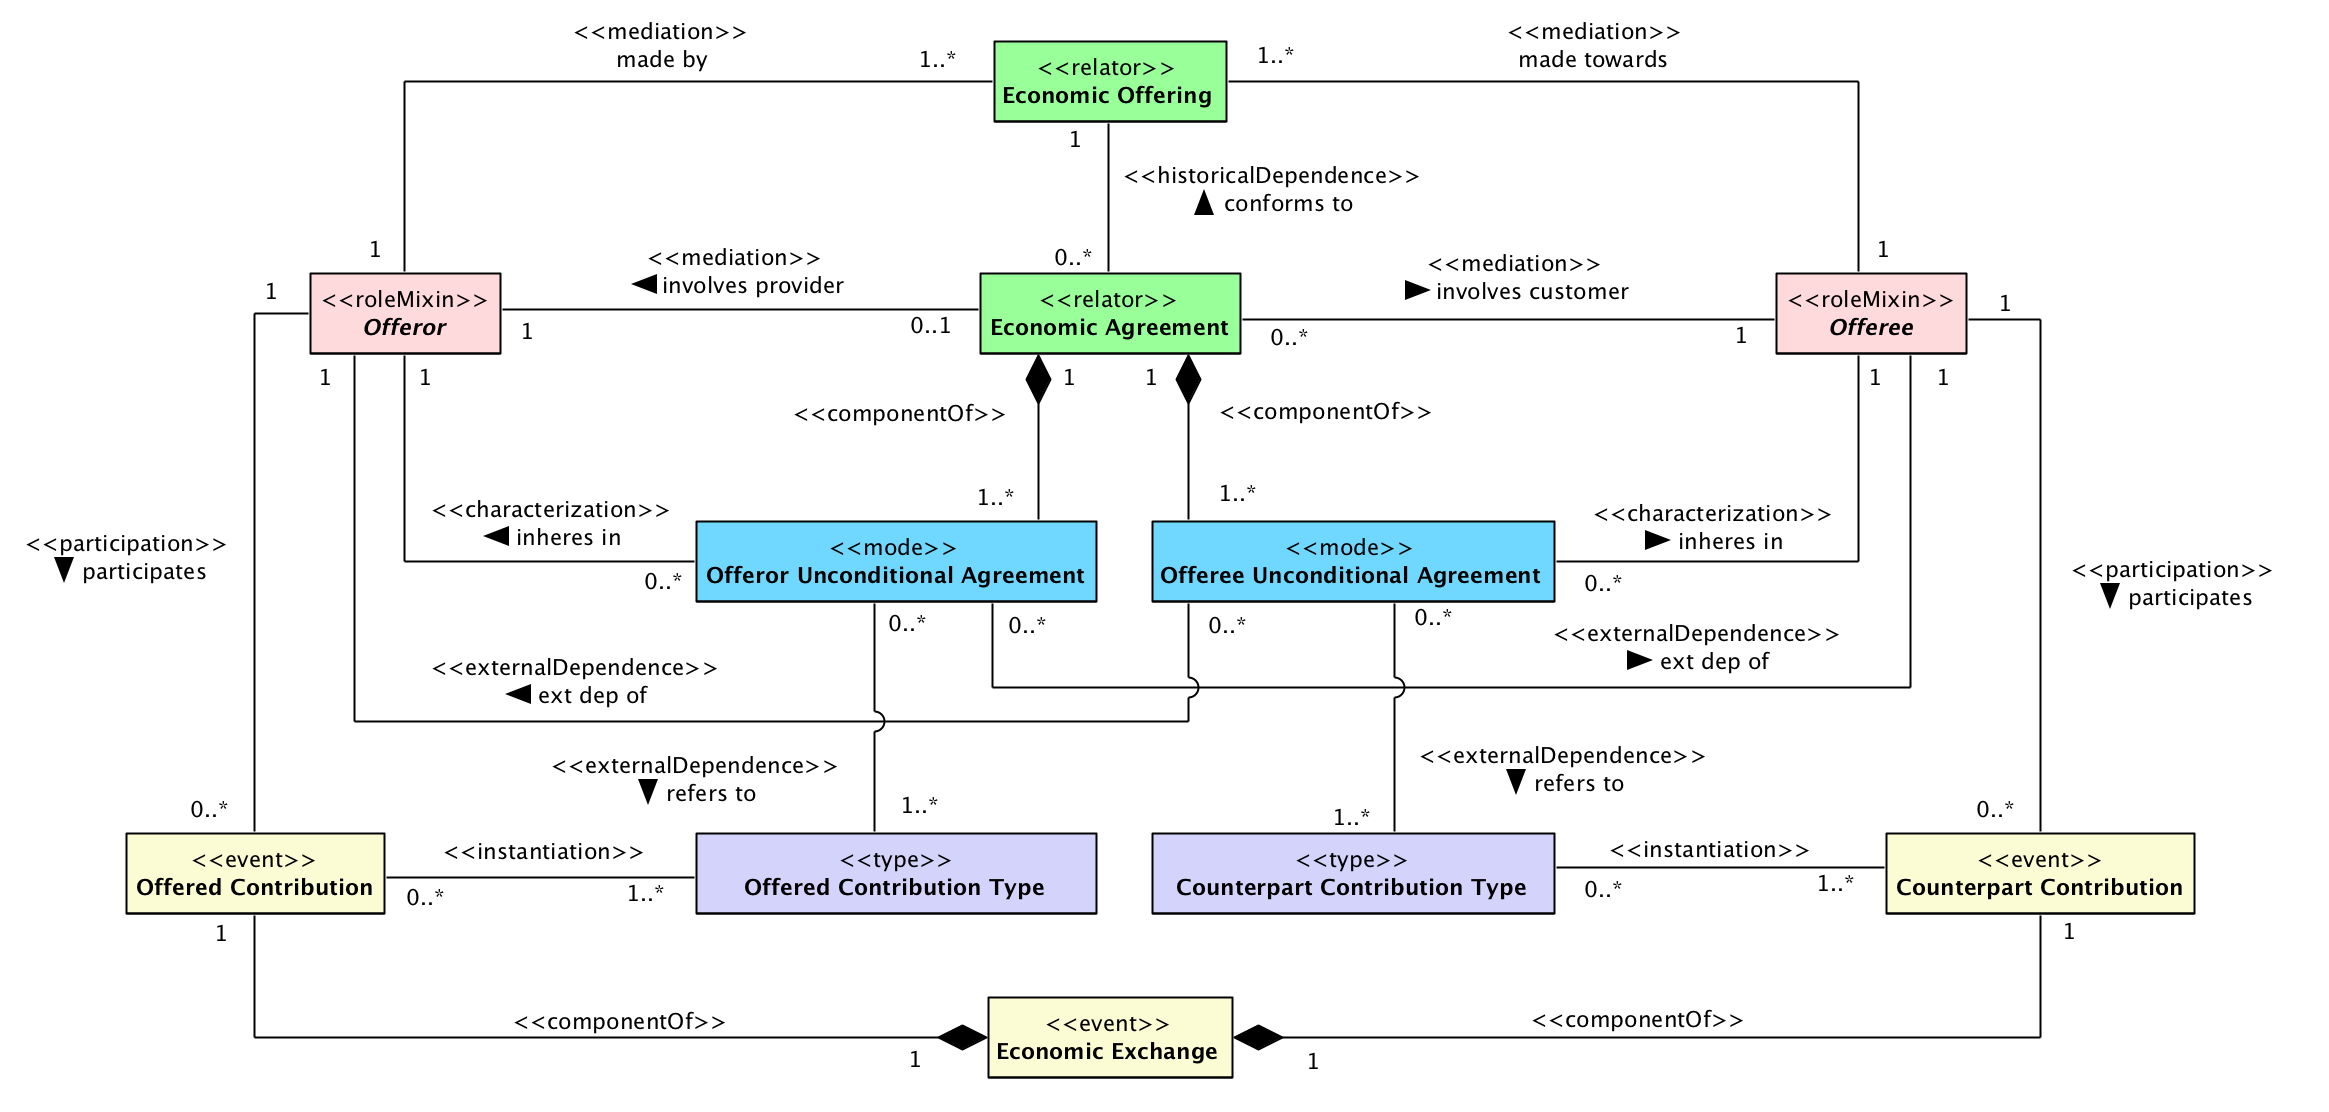 <<mediation>>
made by
1..*
<<relator>>
Economic Offering
1..*
<<mediation>>
made towards
1
<<historicalDependence>>
conforms to
1
<<mediation>>
involves provider
0..*
<<mediation>>
involves customer
1
1
<<roleMixin>>
Offeror
1
0..1
<<relator>>
Economic Agreement
0..*
1
<<roleMixin>>
Offeree
1
1
1
<<componentOf>>
1
1
<<componentOf>>
1
1
<<participation>>
participates
<<characterization>>
inheres in
0..*
1..*
<<mode>>
Offeror Unconditional Agreement
1..*
<<mode>>
Offeree Unconditional Agreement
<<characterization>>
inheres in
0..*
<<participation>>
participates
0..*
0..*
0..*
0..*
<<externalDependence>>
ext dep of
<<externalDependence>>
ext dep of
<<externalDependence>>
refers to
1..*
<<externalDependence>>
refers to
1..*
0..*
<<event>>
Offered Contribution
<<instantiation>>
0..*
1..*
<<type>>
Offered Contribution Type
<<type>>
Counterpart Contribution Type
<<instantiation>>
0..*
1..*
0..*
<<event>>
Counterpart Contribution
1
1
<<componentOf>>
1
<<event>>
Economic Exchange
<<componentOf>>
1